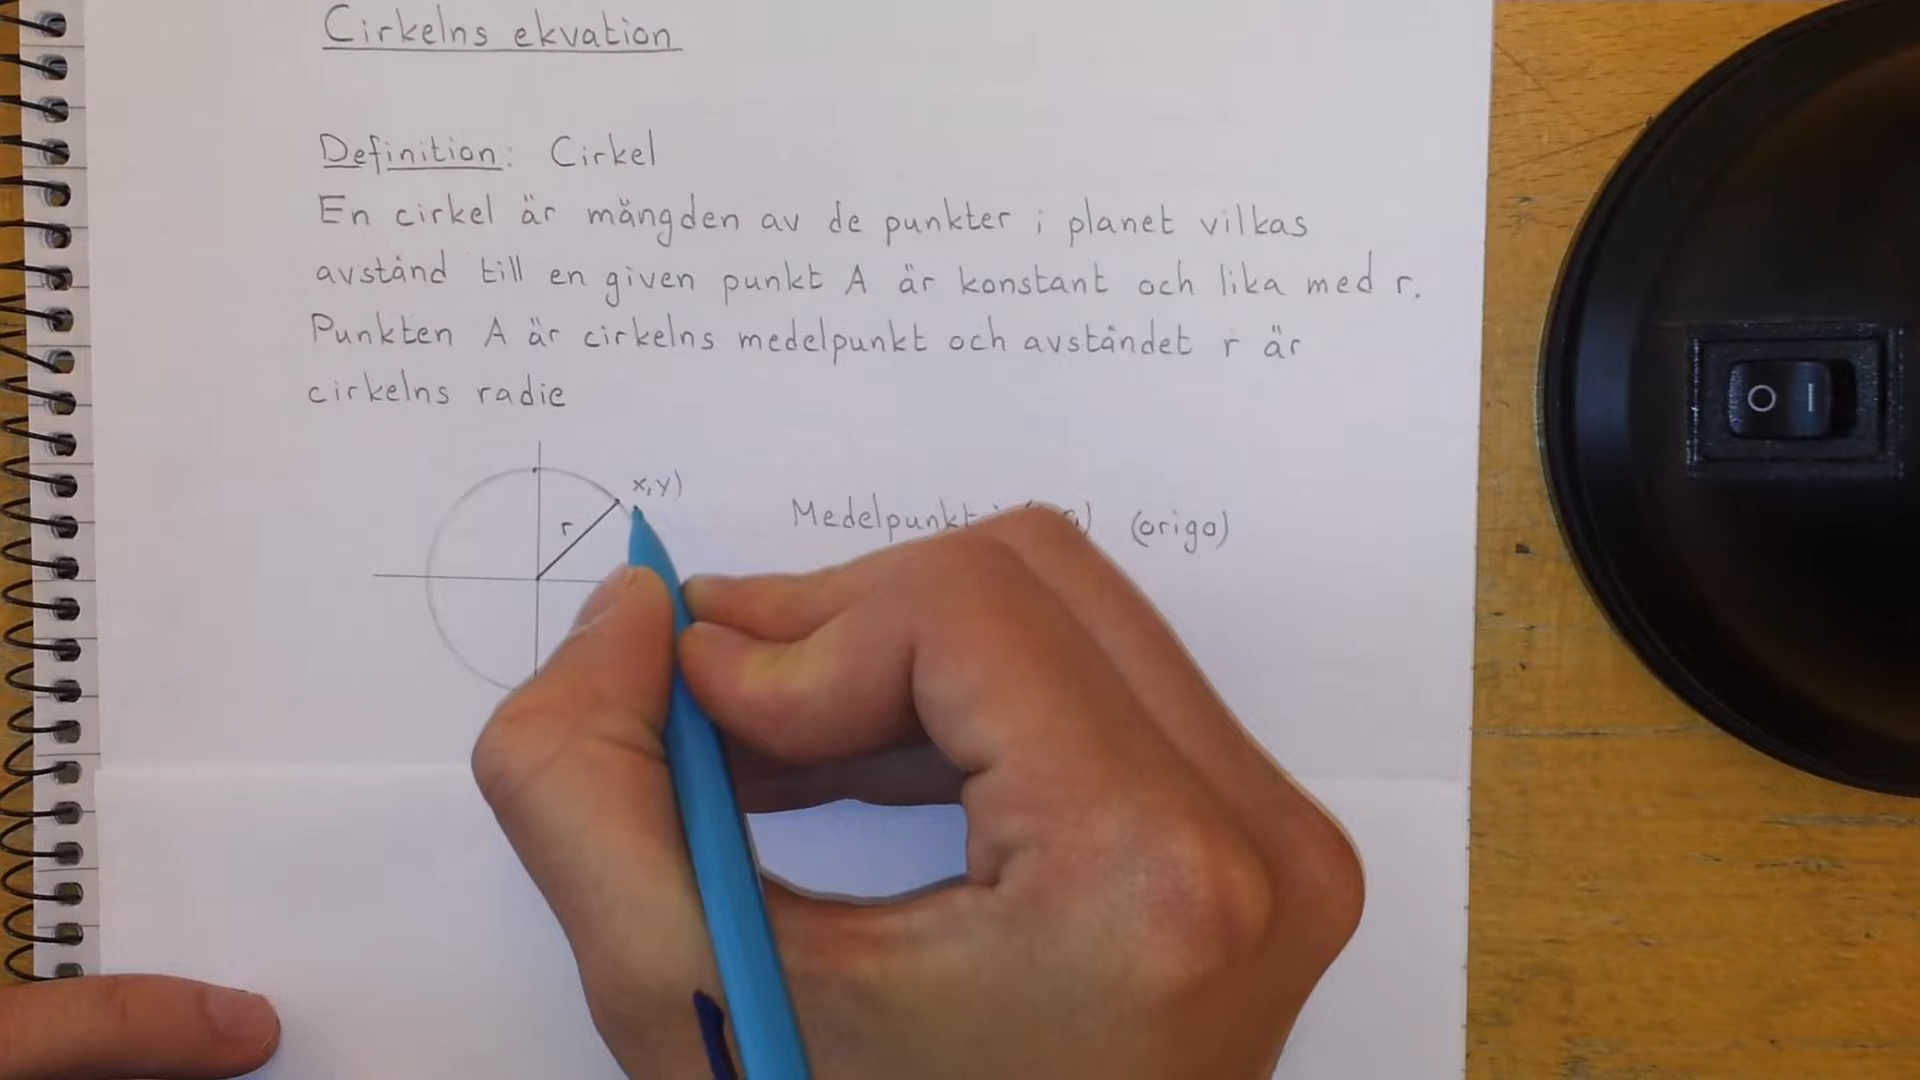 Cirkelns ekvation
Definition: Cirkel
En cirkel är mängden av de punkter i planet vilkas
avstånd till en given punkt A är konstant och lika med r.
Punkten A är cirkelns medelpunkt och avståndet r är
cirkelns radie
x,y)
r
Medelpunkt (origo)